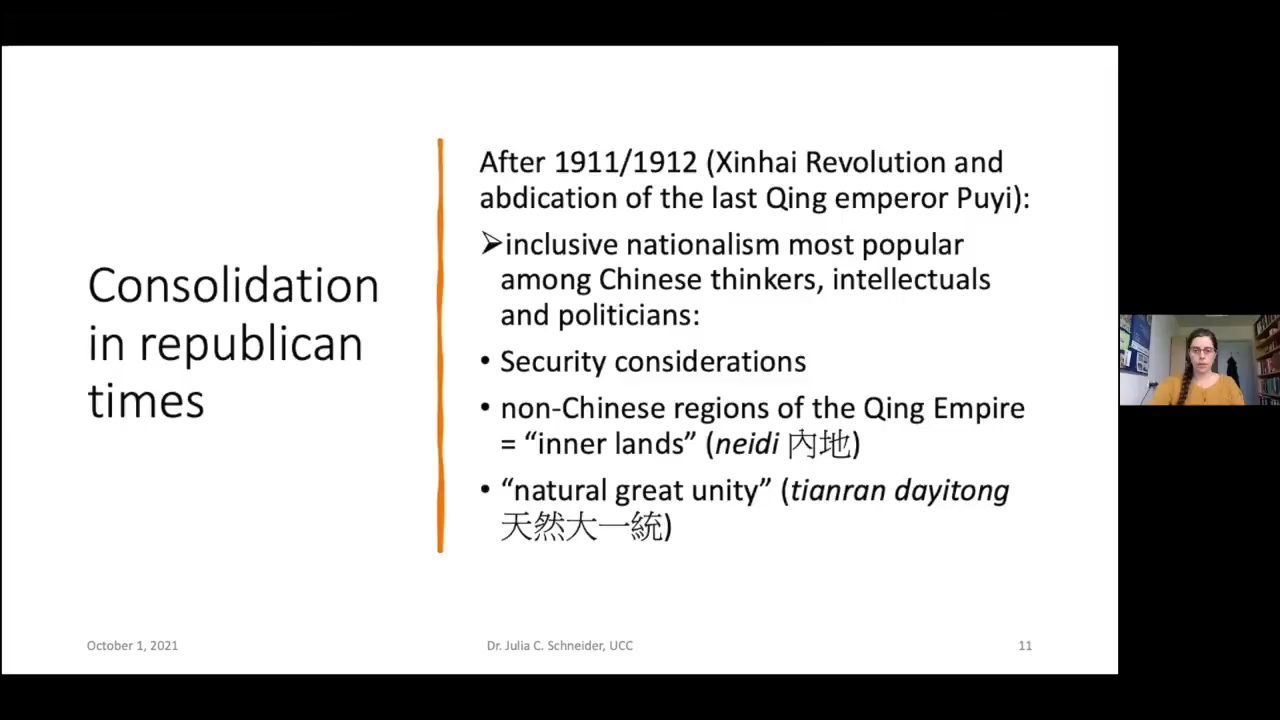 Consolidation
in republican
times
After 1911/1912 (Xinhai Revolution and
abdication of the last Qing emperor Puyi):
➢inclusive nationalism most popular
among Chinese thinkers, intellectuals
and politicians:
• Security considerations
• non-Chinese regions of the Qing Empire
= “inner lands” (neidi 內地)
• “natural great unity” (tianran dayitong
天然大一統)
October 1, 2021
Dr. Julia C. Schneider, UCC
11